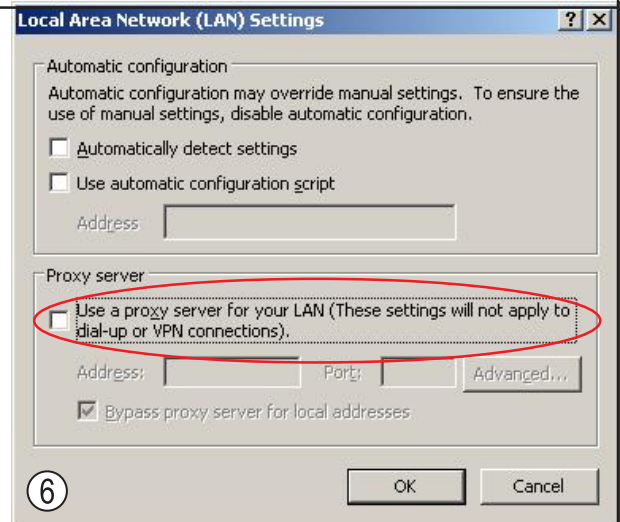 Local Area Network (LAN) Settings
Automatic configuration
Automatic configuration may override manual settings. To ensure the
use of manual settings, disable automatic configuration.
Automatically detect settings
Use automatic configuration script
Address
Proxy server
Use a proxy server for your LAN (These settings will not apply to
dial-up or VPN connections).
Address:
Port:
Advanced...
Bypass proxy server for local addresses
6
OK
Cancel